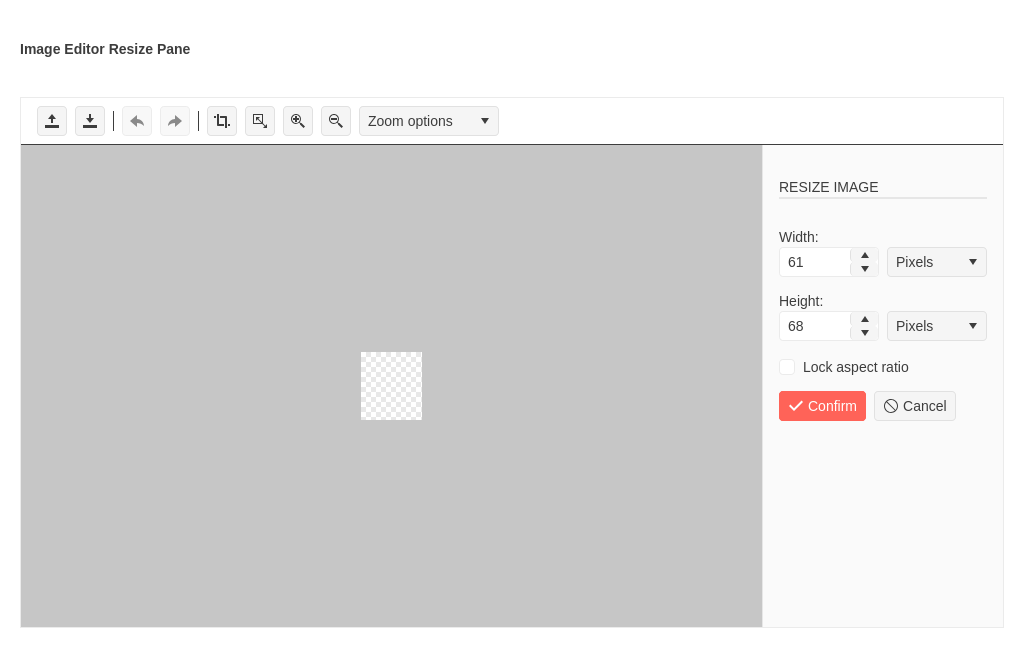 Image Editor Resize Pane
Zoom options
RESIZE IMAGE
Width:
61 Pixels
Height:
68 Pixels
Lock aspect ratio
Confirm Cancel